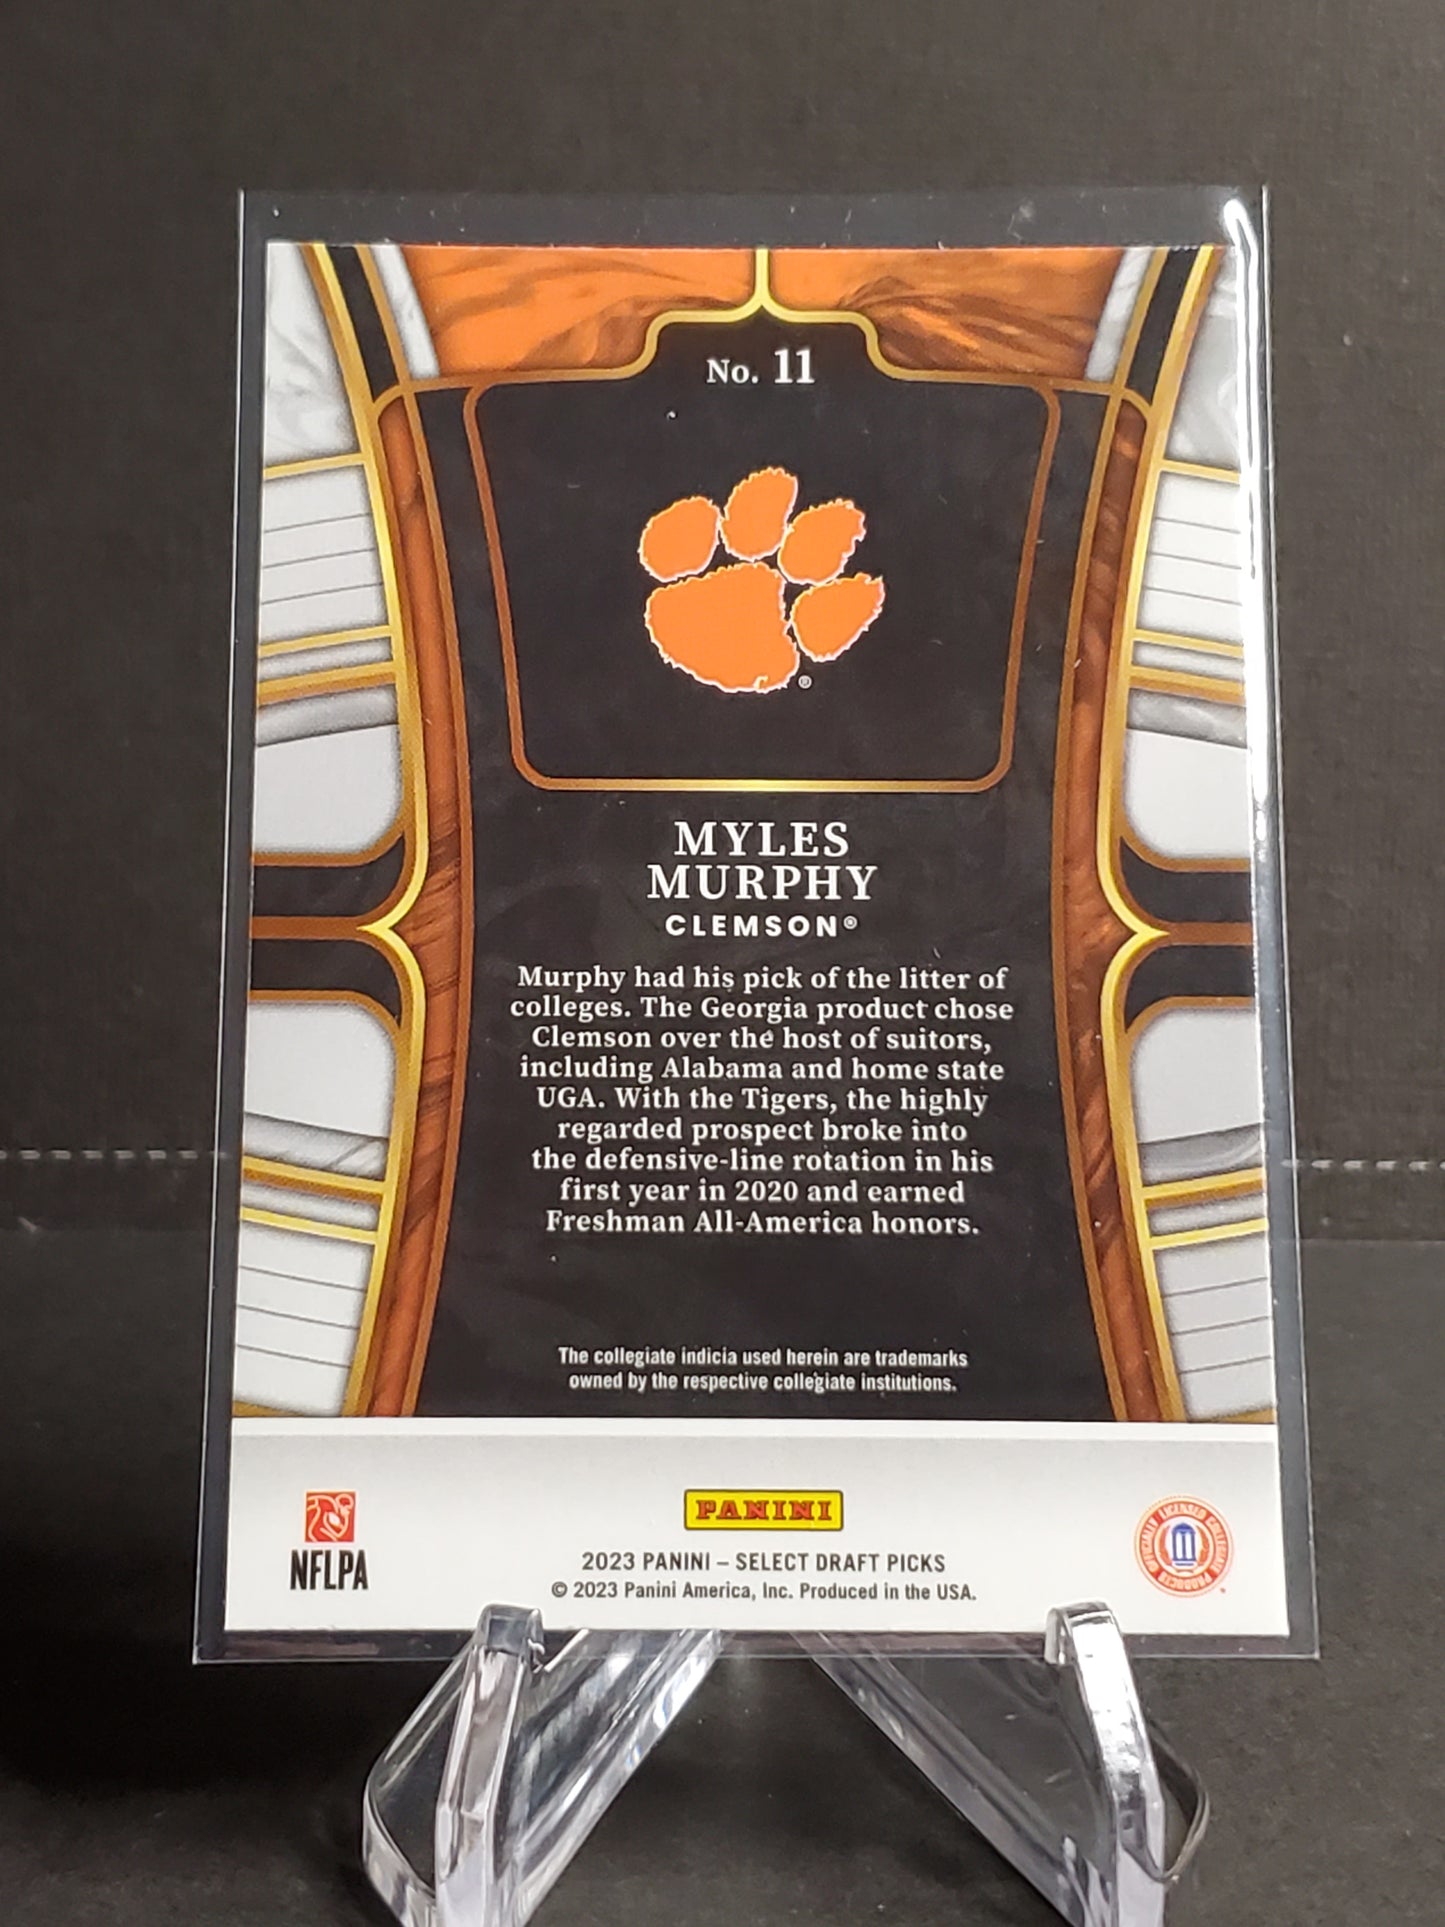 No. 11
®
MYLES
MURPHY
CLEMSON®
Murphy had his pick of the litter of
colleges. The Georgia product chose
Clemson over the host of suitors,
including Alabama and home state
UGA. With the Tigers, the highly
regarded prospect broke into
the defensive-line rotation in his
first year in 2020 and earned
Freshman All-America honors.
The collegiate indicia used herein are trademarks
owned by the respective collegiate institutions.
NFLPA
PANINI
2023 PANINI – SELECT DRAFT PICKS
© 2023 Panini America, Inc. Produced in the USA.
OFFICIALLY LICENSED COLLEGIATE PRODUCTS